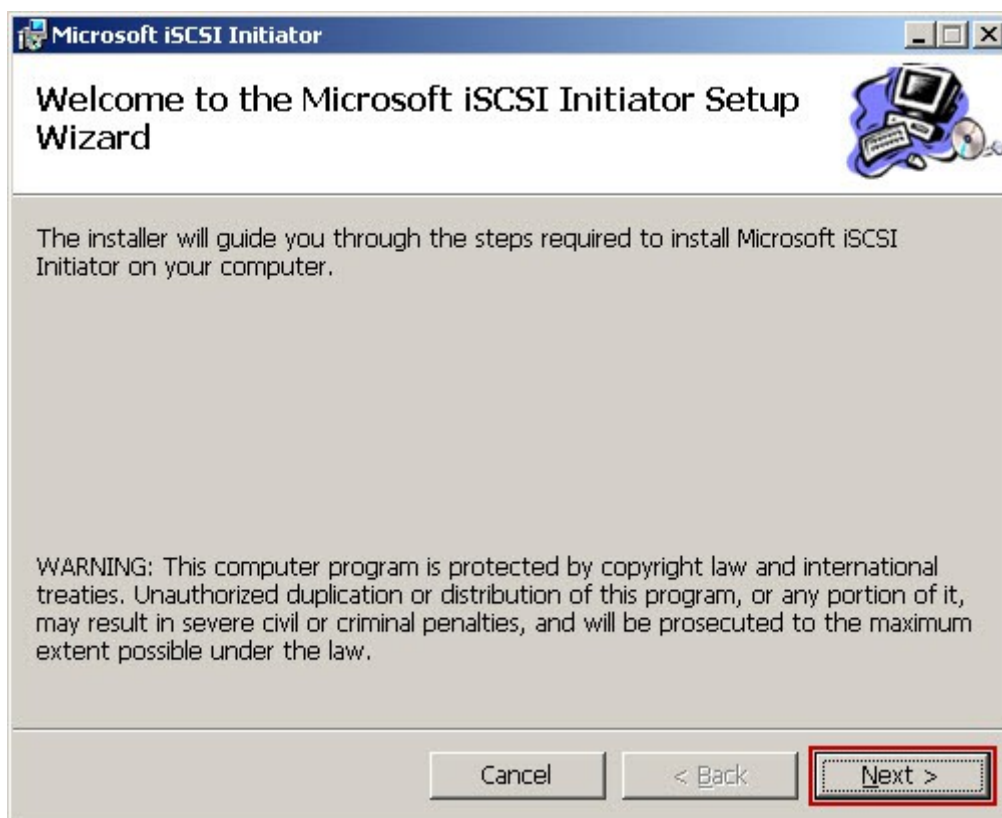 Microsoft iSCSI Initiator
Welcome to the Microsoft iSCSI Initiator Setup
Wizard
The installer will guide you through the steps required to install Microsoft iSCSI
Initiator on your computer.
WARNING: This computer program is protected by copyright law and international
treaties. Unauthorized duplication or distribution of this program, or any portion of it,
may result in severe civil or criminal penalties, and will be prosecuted to the maximum
extent possible under the law.
Cancel < Back Next >